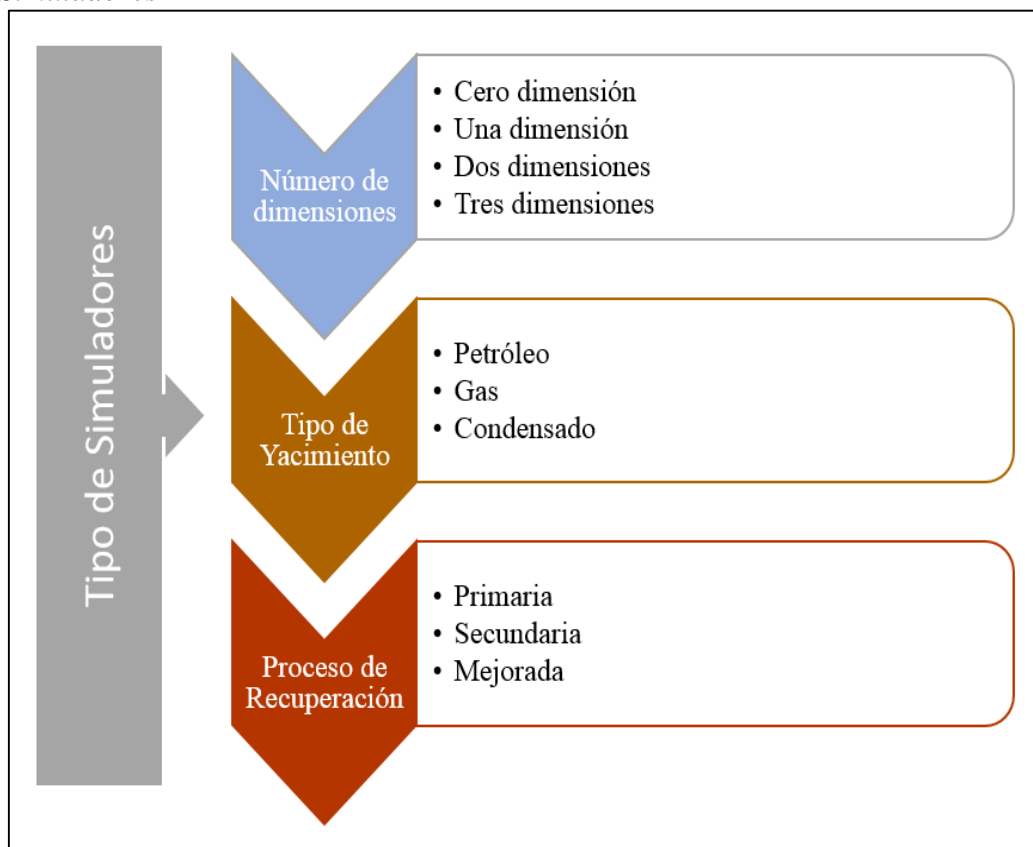 Tipo de Simuladores
Número de
dimensiones
• Cero dimensión
• Una dimensión
• Dos dimensiones
• Tres dimensiones
Tipo de
Yacimiento
• Petróleo
• Gas
• Condensado
Proceso de
Recuperación
• Primaria
• Secundaria
• Mejorada